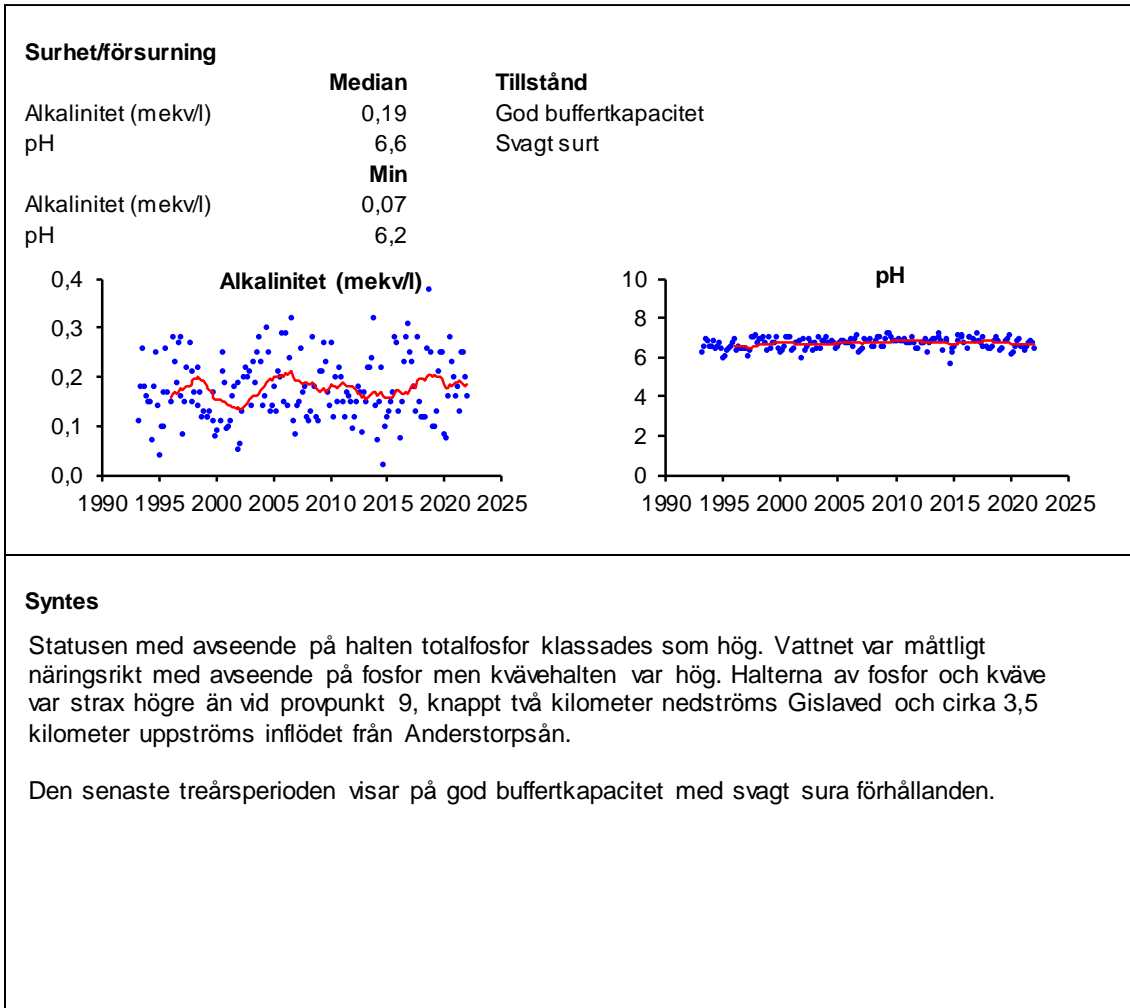 Surhet/försurning
Median Tillstånd
Alkalinitet (mekv/l) 0,19 God buffertkapacitet
pH 6,6 Svagt surt
Min
Alkalinitet (mekv/l) 0,07
pH 6,2
Alkalinitet (mekv/l)
0,4
0,3
0,2
0,1
0,0
1990 1995 2000 2005 2010 2015 2020 2025
pH
10
8
6
4
2
0
1990 1995 2000 2005 2010 2015 2020 2025
Syntes
Statusen med avseende på halten totalfosfor klassades som hög. Vattnet var måttligt
näringsrikt med avseende på fosfor men kvävehalten var hög. Halterna av fosfor och kväve
var strax högre än vid provpunkt 9, knappt två kilometer nedströms Gislaved och cirka 3,5
kilometer uppströms inflödet från Anderstorpsån.
Den senaste treårsperioden visar på god buffertkapacitet med svagt sura förhållanden.